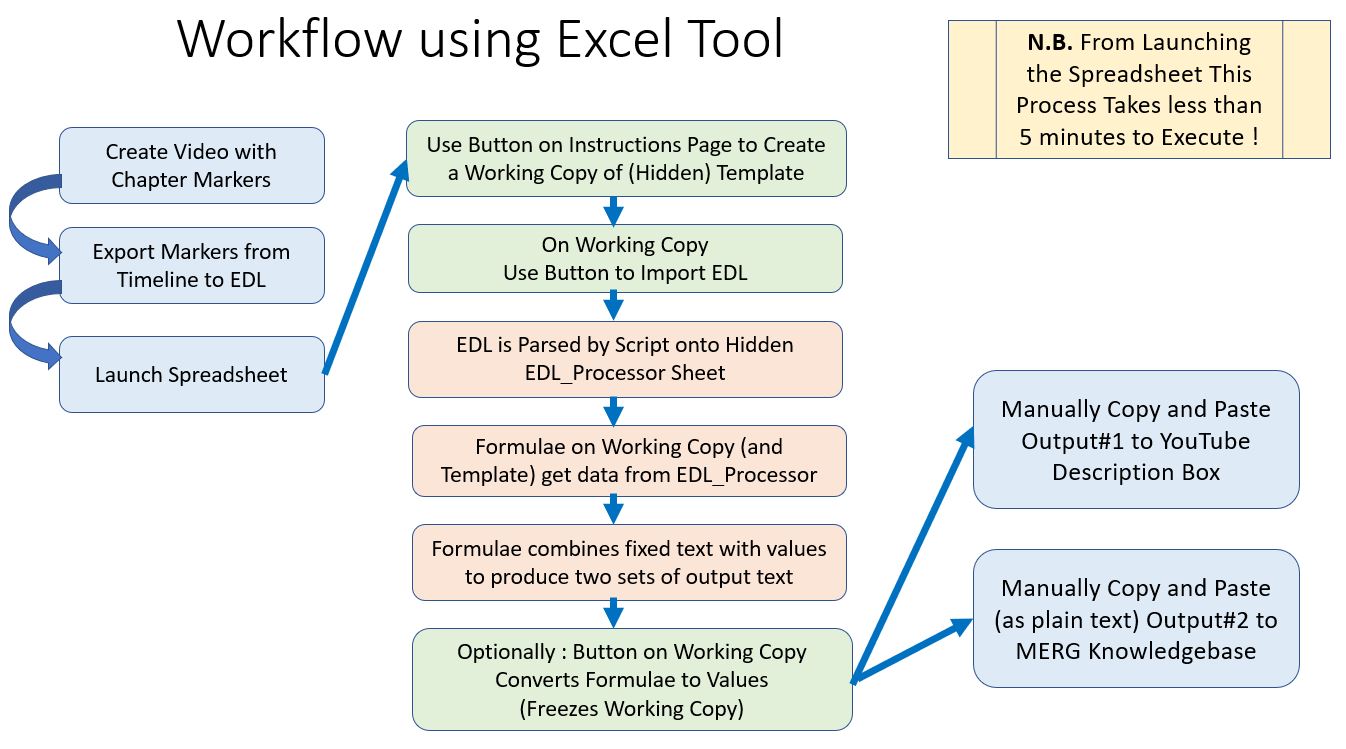 Workflow using Excel Tool
N.B. From Launching
the Spreadsheet This
Process Takes less than
5 minutes to Execute !
Create Video with
Chapter Markers
Export Markers from
Timeline to EDL
Launch Spreadsheet
Use Button on Instructions Page to Create
a Working Copy of (Hidden) Template
On Working Copy
Use Button to Import EDL
EDL is Parsed by Script onto Hidden
EDL_Processor Sheet
Formulae on Working Copy (and
Template) get data from EDL_Processor
Formulae combines fixed text with values
to produce two sets of output text
Optionally : Button on Working Copy
Converts Formulae to Values
(Freezes Working Copy)
Manually Copy and Paste
Output#1 to YouTube
Description Box
Manually Copy and Paste
(as plain text) Output#2 to
MERG Knowledgebase